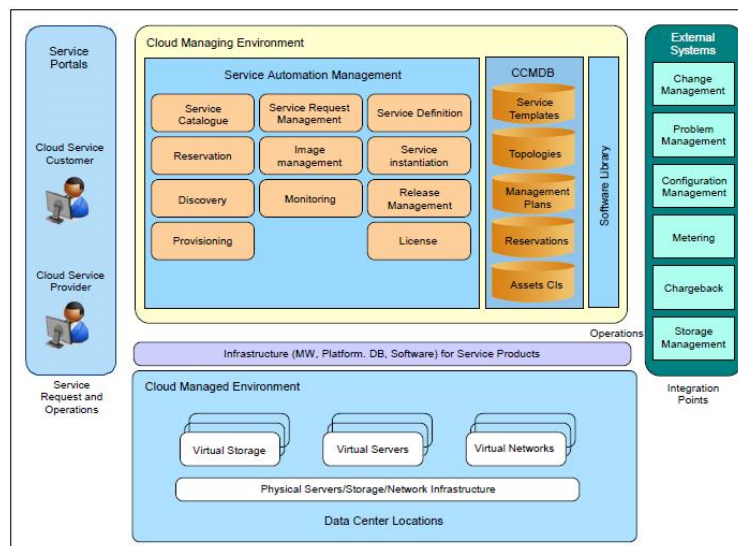 Service
Portals
Cloud Service
Customer
Cloud Service
Provider
Service
Request and
Operations
Cloud Managing Environment
Service Automation Management
Service
Catalogue
Service Request
Management
Service Definition
Reservation
Image
management
Service
instantiation
Discovery
Monitoring
Release
Management
Provisioning
License
CCMDB
Service
Templates
Topologies
Management
Plans
Reservations
Assets CIs
Software Library
Operations
Infrastructure (MW, Platform. DB, Software) for Service Products
Cloud Managed Environment
Virtual Storage
Virtual Servers
Virtual Networks
Physical Servers/Storage/Network Infrastructure
Data Center Locations
External
Systems
Change
Management
Problem
Management
Configuration
Management
Metering
Chargeback
Storage
Management
Integration
Points